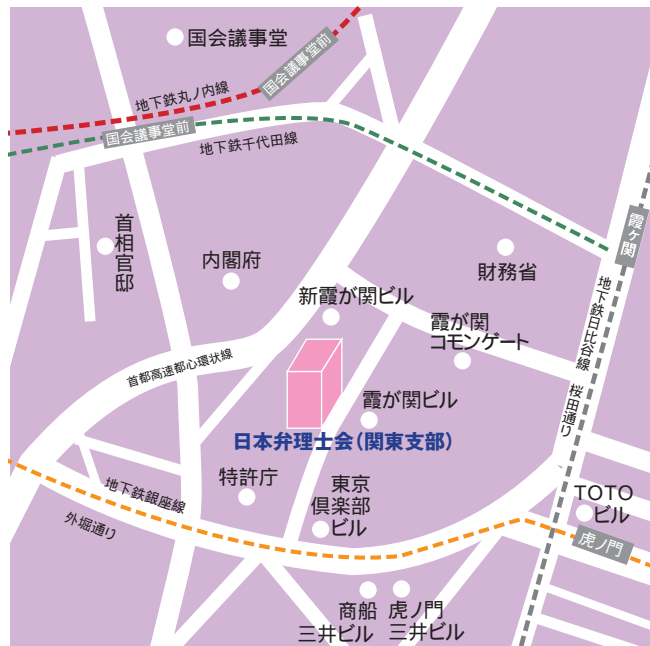 国会議事堂
国会議事堂前
地下鉄丸ノ内線
国会議事堂前
地下鉄千代田線
霞ヶ関
首相官邸
内閣府
財務省
地下鉄日比谷線
新霞が関ビル
霞が関
コモンゲート
首都高速都心環状線
桜田通り
霞が関ビル
日本弁理士会(関東支部)
特許庁
地下鉄銀座線
外堀通り
東京
倶楽部
ビル
TOTO
ビル
虎ノ門
商船
三井ビル
虎ノ門
三井ビル